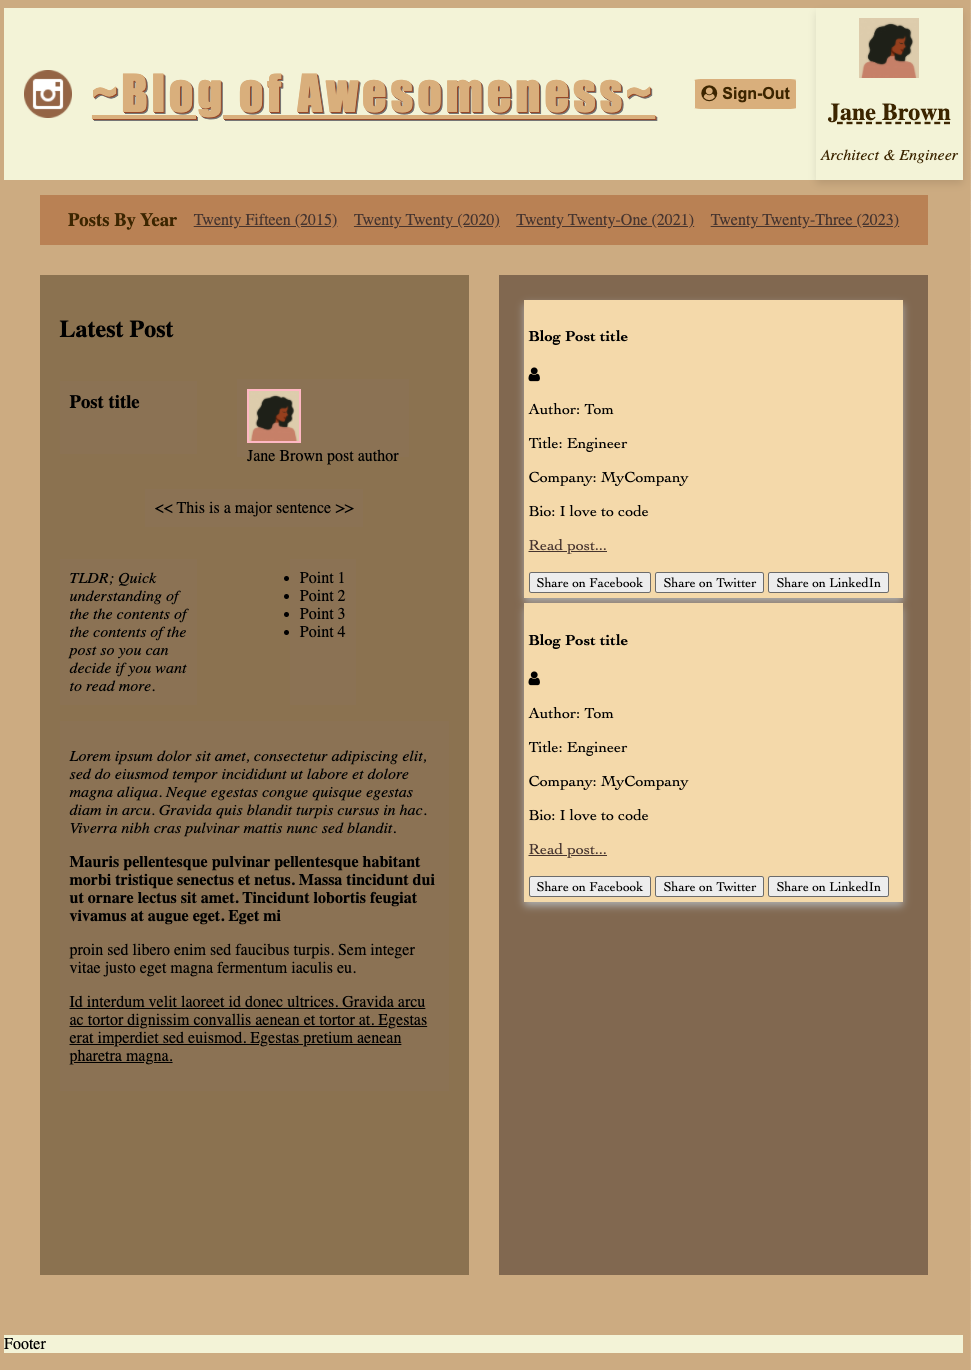 ~Blog of Awesomeness~
Sign-Out
Jane Brown
Architect & Engineer
Posts By Year
Twenty Fifteen (2015)
Twenty Twenty (2020)
Twenty Twenty-One (2021)
Twenty Twenty-Three (2023)
Latest Post
Post title
Jane Brown post author
<< This is a major sentence >>
TLDR; Quick
understanding of
the the contents of
the contents of the
post so you can
decide if you want
to read more.
Point 1
Point 2
Point 3
Point 4
Lorem ipsum dolor sit amet, consectetur adipiscing elit,
sed do eiusmod tempor incididunt ut labore et dolore
magna aliqua. Neque egestas congue quisque egestas
diam in arcu. Gravida quis blandit turpis cursus in hac.
Viverra nibh cras pulvinar mattis nunc sed blandit.
Mauris pellentesque pulvinar pellentesque habitant
morbi tristique senectus et netus. Massa tincidunt dui
ut ornare lectus sit amet. Tincidunt lobortis feugiat
vivamus at augue eget. Eget mi
proin sed libero enim sed faucibus turpis. Sem integer
vitae justo eget magna fermentum iaculis eu.
Id interdum velit laoreet id donec ultrices. Gravida arcu
ac tortor dignissim convallis aenean et tortor at. Egestas
erat imperdiet sed euismod. Egestas pretium aenean
pharetra magna.
Blog Post title
Author: Tom
Title: Engineer
Company: MyCompany
Bio: I love to code
Read post...
Share on Facebook
Share on Twitter
Share on LinkedIn
Blog Post title
Author: Tom
Title: Engineer
Company: MyCompany
Bio: I love to code
Read post...
Share on Facebook
Share on Twitter
Share on LinkedIn
Footer